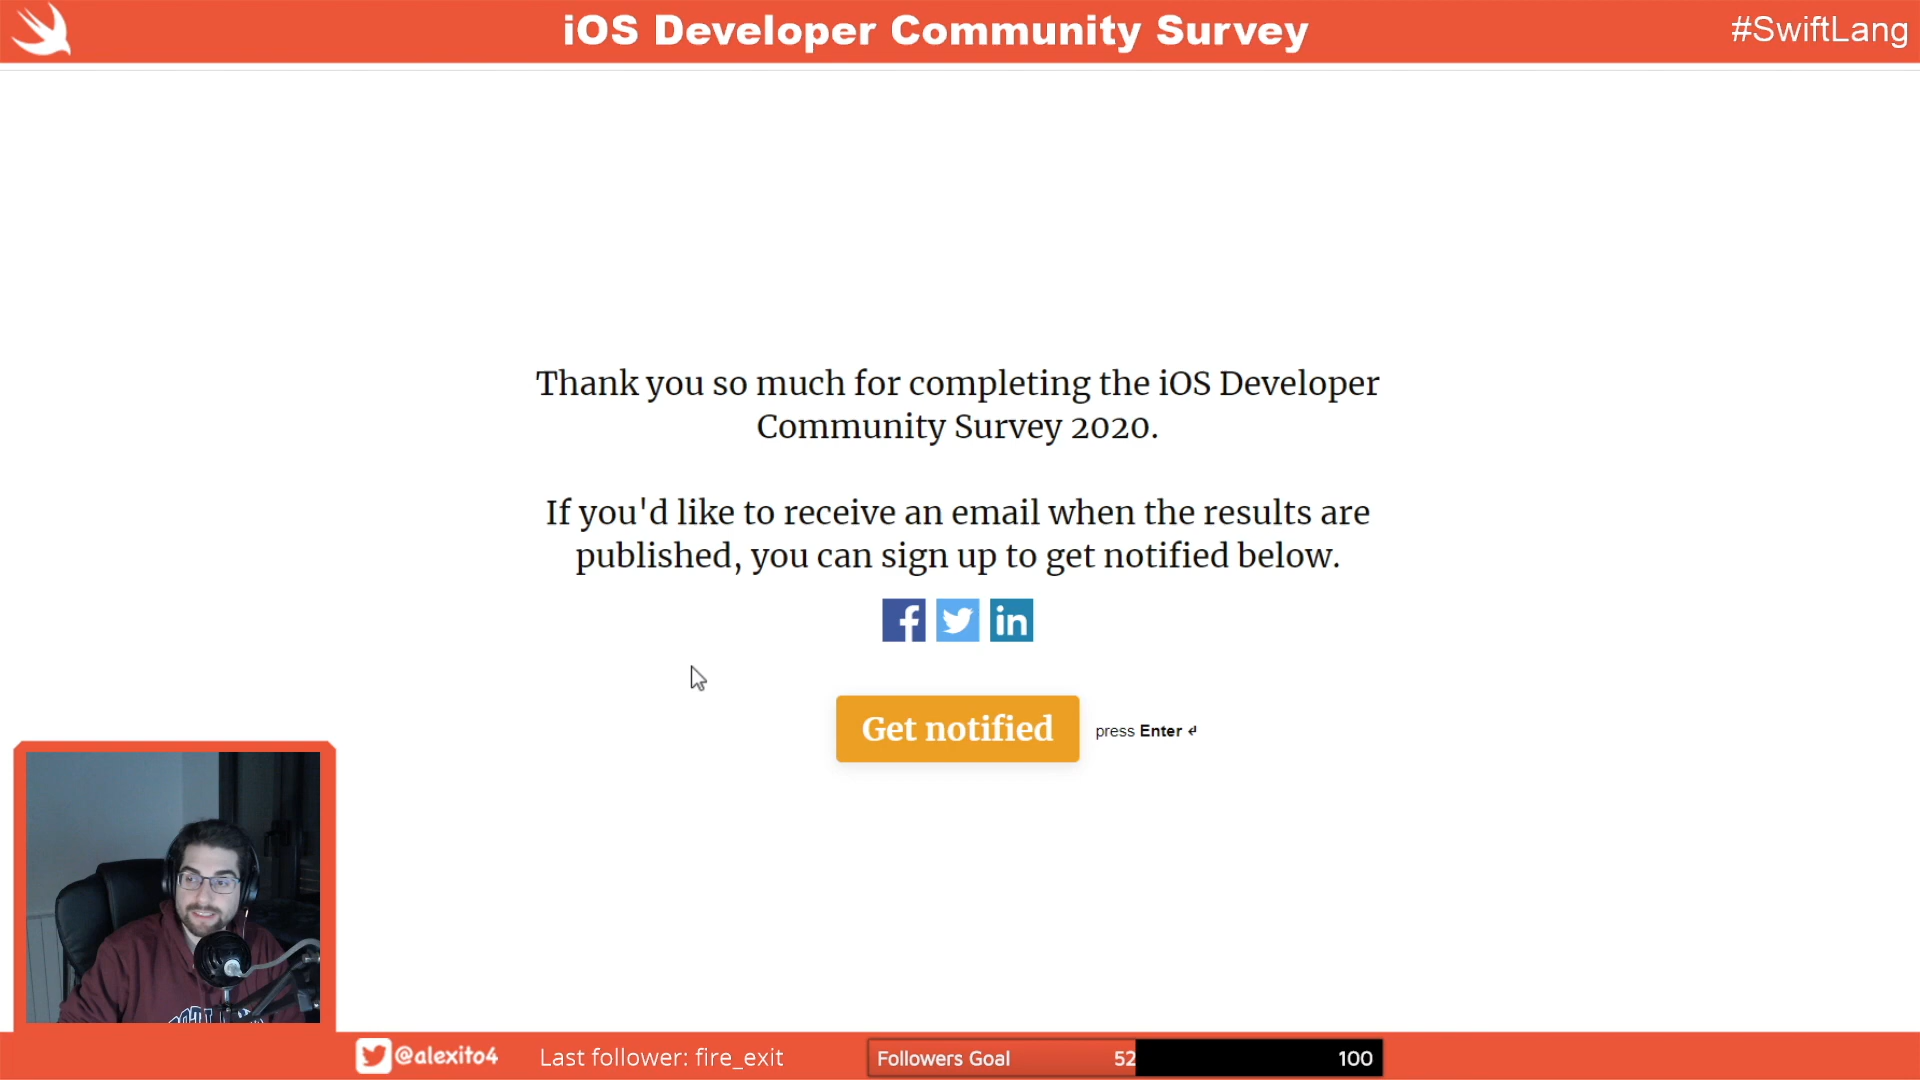 iOS Developer Community Survey
#SwiftLang
Thank you so much for completing the iOS Developer
Community Survey 2020.
If you'd like to receive an email when the results are
published, you can sign up to get notified below.
Get notified
press Enter ↵
@alexito4
Last follower: fire_exit
Followers Goal
52
100